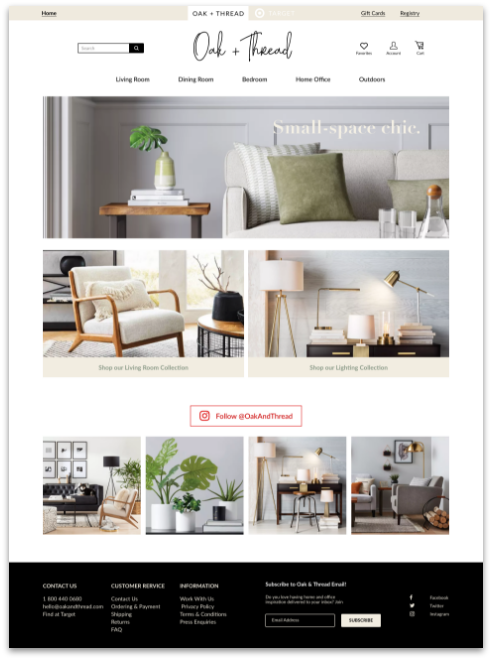 Home
OAK + THREAD
TARGET
Gift Cards
Registry
Search
Oak + Thread
Favorites
Account
Cart
Living Room
Dining Room
Bedroom
Home Office
Outdoors
Small-space chic.
Shop our Living Room Collection
Shop our Lighting Collection
Follow @OakAndThread
CONTACT US
1 800 440 0680
hello@oakandthread.com
Find at Target
CUSTOMER RERVICE
Contact Us
Ordering & Payment
Shipping
Returns
FAQ
INFORMATION
Work With Us
Privacy Policy
Terms & Conditions
Press Enquiries
Subscribe to Oak & Thread Email!
Do you love having home and office
inspiration delivered to your inbox? Join
Email Address
SUBSCRIBE
Facebook
Twitter
Instagram